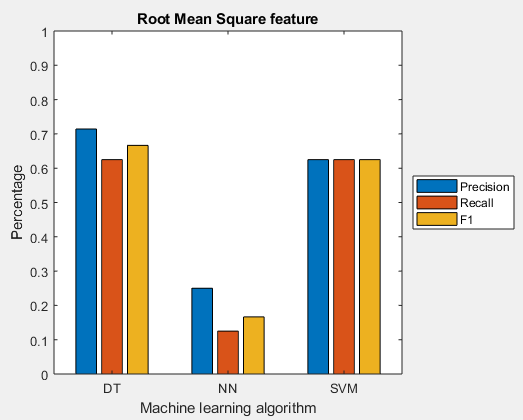 Root Mean Square feature
1
0.9
0.8
0.7
0.6
0.5
0.4
0.3
0.2
0.1
0
Percentage
DT NN SVM
Machine learning algorithm
Precision
Recall
F1